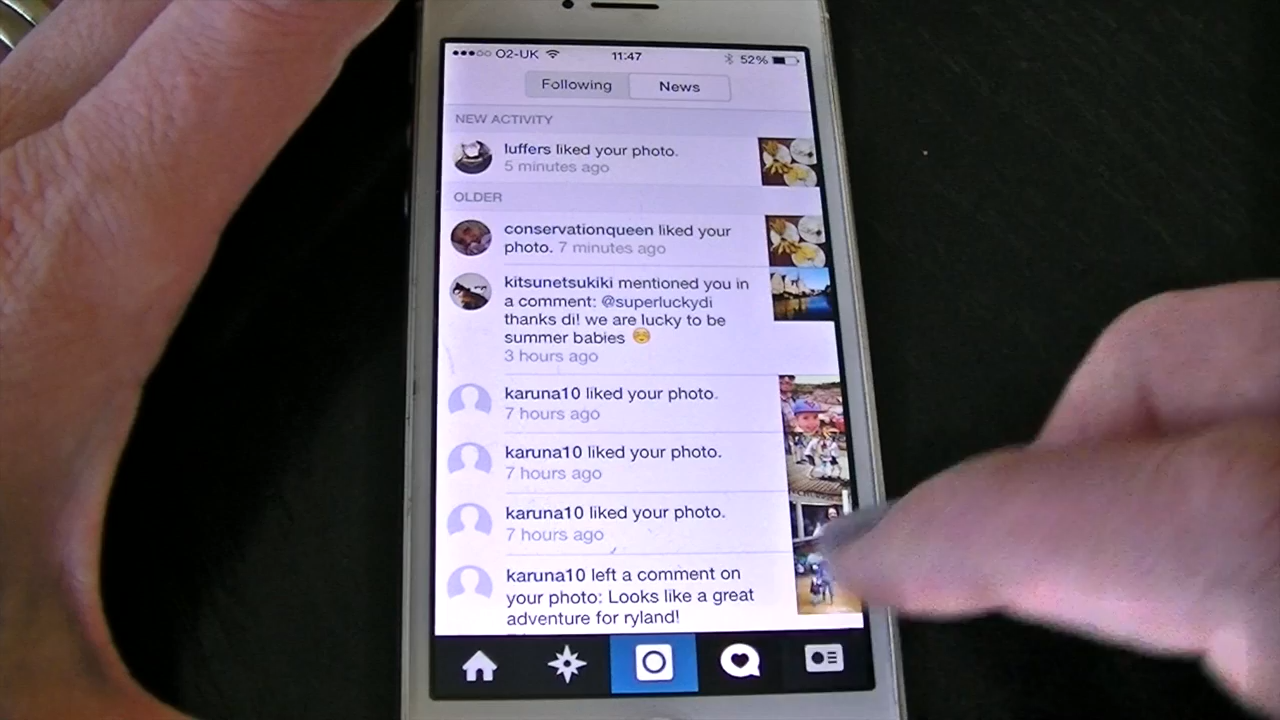 O2-UK 11:47 52%
Following News
NEW ACTIVITY
luffers liked your photo.
5 minutes ago
OLDER
conservationqueen liked your
photo. 7 minutes ago
kitsunetsukiki mentioned you in
a comment: @superluckydi
thanks di! we are lucky to be
summer babies
3 hours ago
karuna10 liked your photo.
7 hours ago
karuna10 liked your photo.
7 hours ago
karuna10 liked your photo.
7 hours ago
karuna10 left a comment on
your photo: Looks like a great
adventure for ryland!